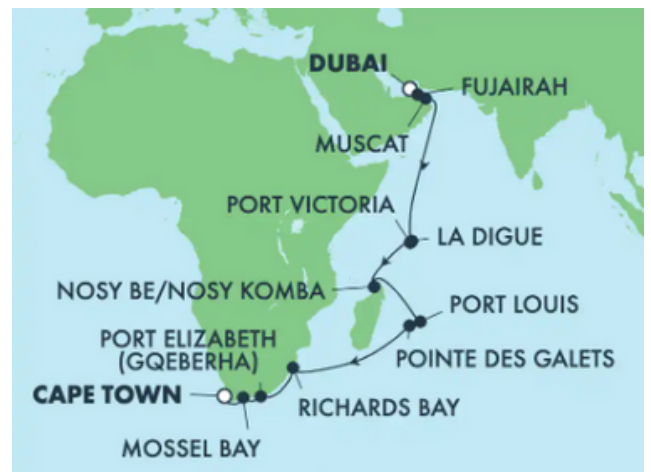 DUBAI
FUJAIRAH
MUSCAT
PORT VICTORIA
LA DIGUE
NOSY BE/NOSY KOMBA
PORT LOUIS
PORT ELIZABETH
(GQEBERHA)
POINTE DES GALETS
CAPE TOWN
RICHARDS BAY
MOSSEL BAY